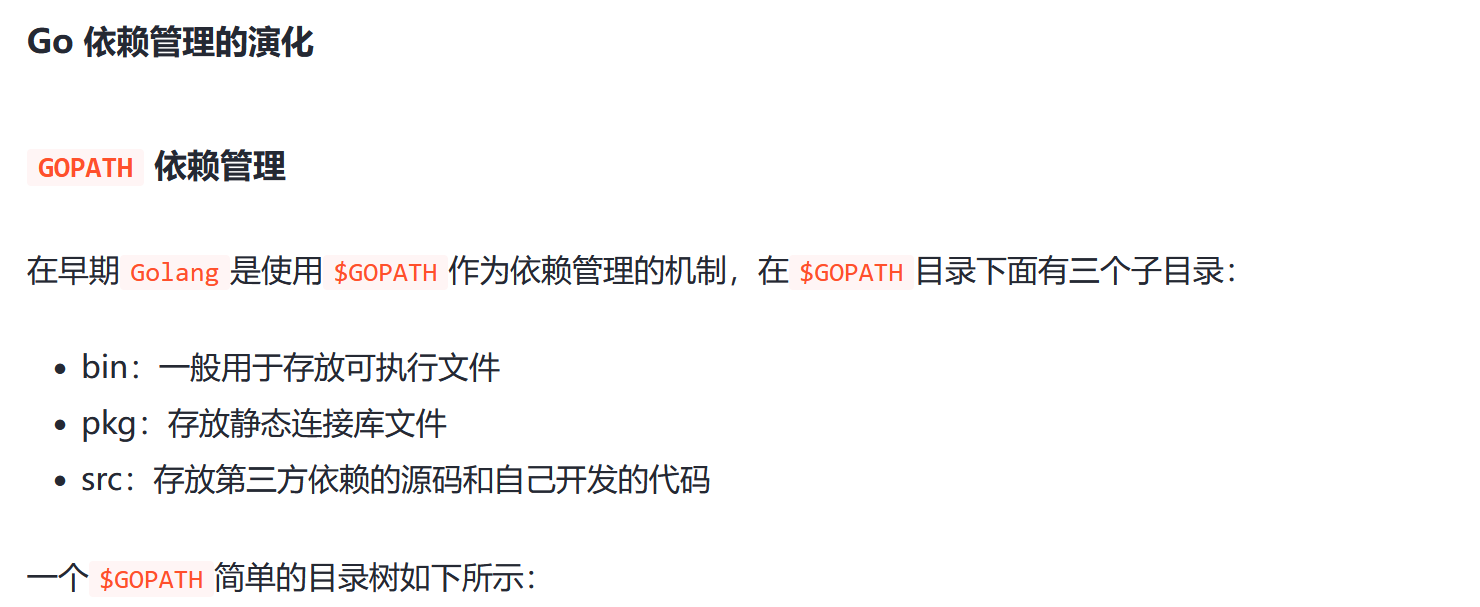 Go 依赖管理的演化
GOPATH 依赖管理
在早期 Golang 是使用 $GOPATH 作为依赖管理的机制，在 $GOPATH 目录下面有三个子目录：
• bin：一般用于存放可执行文件
• pkg：存放静态连接库文件
• src：存放第三方依赖的源码和自己开发的代码
一个 $GOPATH 简单的目录树如下所示：